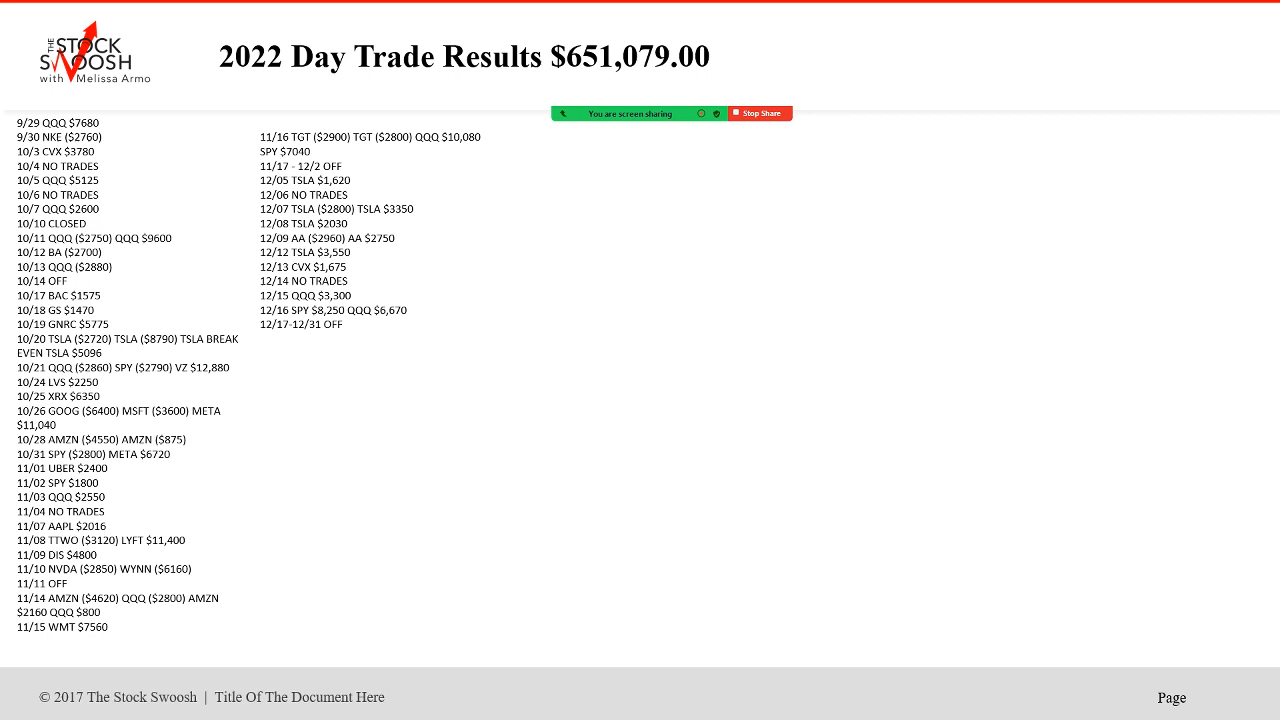 THE
STOCK
SWOOSH
with Melissa Armo
2022 Day Trade Results $651,079.00
You are screen sharing
Stop Share
9/29 GS $7680
9/30 NKE ($2760)
10/3 CVX $3780
10/4 NO TRADES
10/5 QQQ $5125
10/6 NO TRADES
10/7 QQQ $2600
10/10 CLOSED
10/11 QQQ ($2750) QQQ $9600
10/12 BA ($2700)
10/13 QQQ ($2880)
10/14 OFF
10/17 BAC $1575
10/18 GS $1470
10/19 GNRC $5775
10/20 TSLA ($2720) TSLA ($8790) TSLA BREAK
EVEN TSLA $5096
10/21 QQQ ($2860) SPY ($2790) VZ $12,880
10/24 LVS $2250
10/25 XRX $6350
10/26 GOOG ($6400) MSFT ($3600) META
$11,040
10/28 AMZN ($4550) AMZN ($875)
10/31 SPY ($2800) META $6720
11/01 UBER $2400
11/02 SPY $1800
11/03 QQQ $2550
11/04 NO TRADES
11/07 AAPL $2016
11/08 TTWO ($3120) LYFT $11,400
11/09 DIS $4800
11/10 NVDA ($2850) WYNN ($6160)
11/11 OFF
11/14 AMZN ($4620) QQQ ($2800) AMZN
$2160 QQQ $800
11/15 WMT $7560
11/16 TGT ($2900) TGT ($2800) QQQ $10,080
SPY $7040
11/17 - 12/2 OFF
12/05 TSLA $1,620
12/06 NO TRADES
12/07 TSLA ($2800) TSLA $3350
12/08 TSLA $2030
12/09 AA ($2960) AA $2750
12/12 TSLA $3,550
12/13 CVX $1,675
12/14 NO TRADES
12/15 QQQ $3,300
12/16 SPY $8,250 QQQ $6,670
12/17-12/31 OFF
© 2017 The Stock Swoosh | Title Of The Document Here
Page